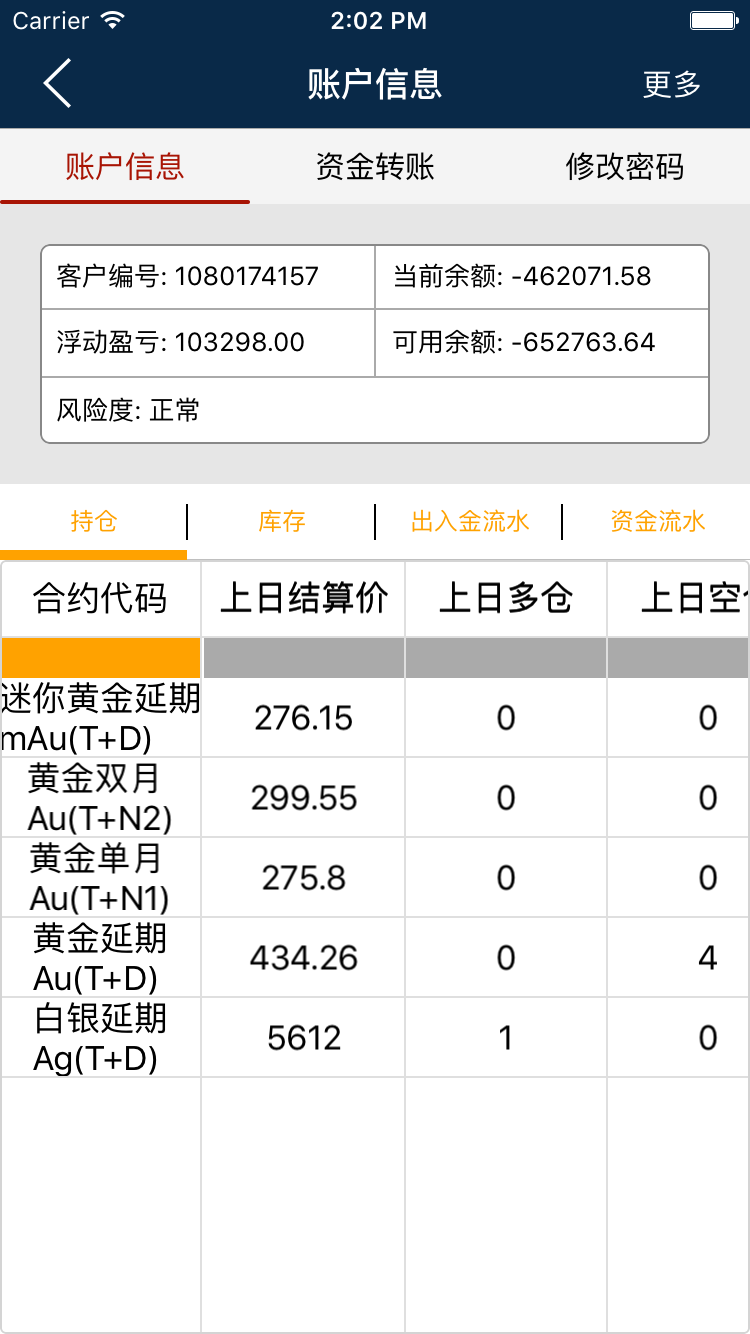 Carrier 2:02 PM
账户信息 更多
账户信息 资金转账 修改密码
客户编号: 1080174157 当前余额: -462071.58
浮动盈亏: 103298.00 可用余额: -652763.64
风险度: 正常
持仓 库存 出入金流水 资金流水
合约代码 上日结算价 上日多仓 上日空
迷你黄金延期
mAu(T+D) 276.15 0 0
黄金双月
Au(T+N2) 299.55 0 0
黄金单月
Au(T+N1) 275.8 0 0
黄金延期
Au(T+D) 434.26 0 4
白银延期
Ag(T+D) 5612 1 0